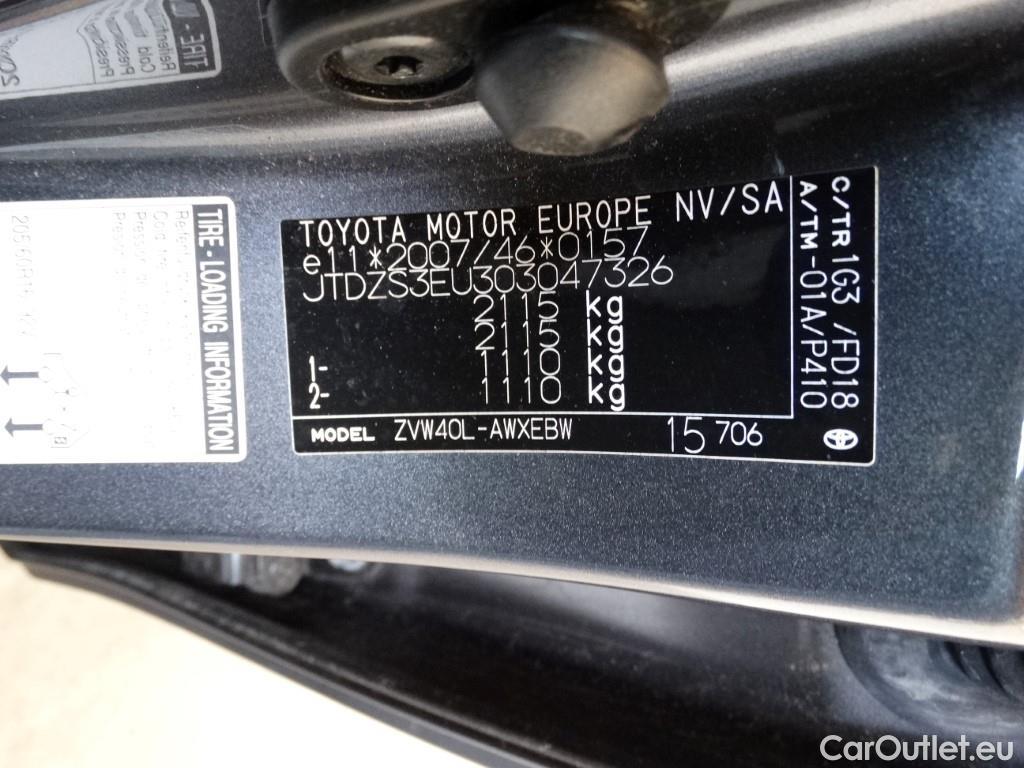 TOYOTA MOTOR EUROPE NV/SA
e11*2007/46*0157
JTDZS3EU303047326
2115 kg
2115 kg
1- 1110 kg
2- 1110 kg
C/TR 1G3 /FD18
A/TM-01A/P410
MODEL ZVW40L-AWXEBW 15 706
TIRE-LOADING INFORMATION
TIRE-L
CarOutlet.eu